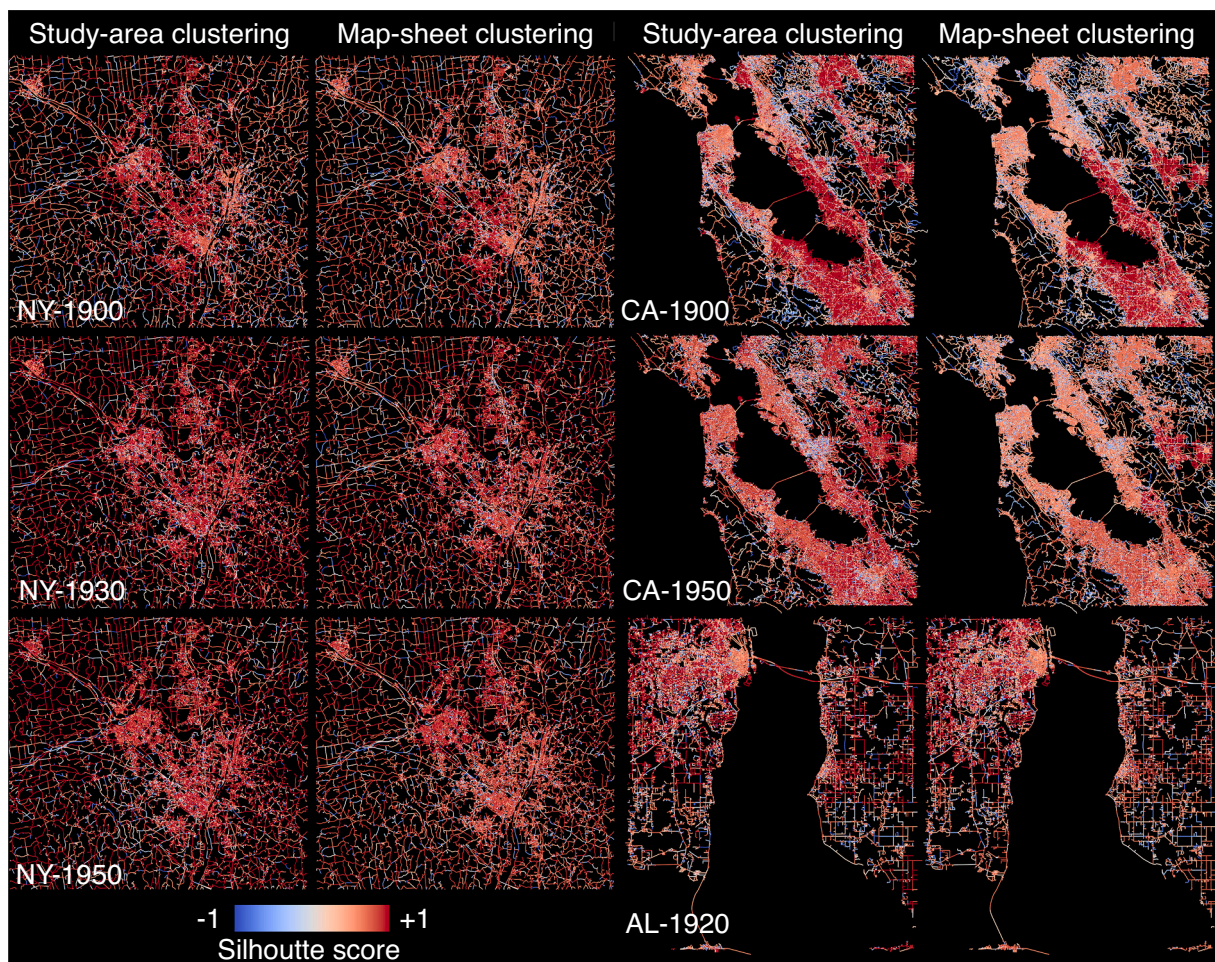 Study-area clustering
Map-sheet clustering
Study-area clustering
Map-sheet clustering
NY-1900
CA-1900
NY-1930
CA-1950
NY-1950
AL-1920
-1
+1
Silhoutte score